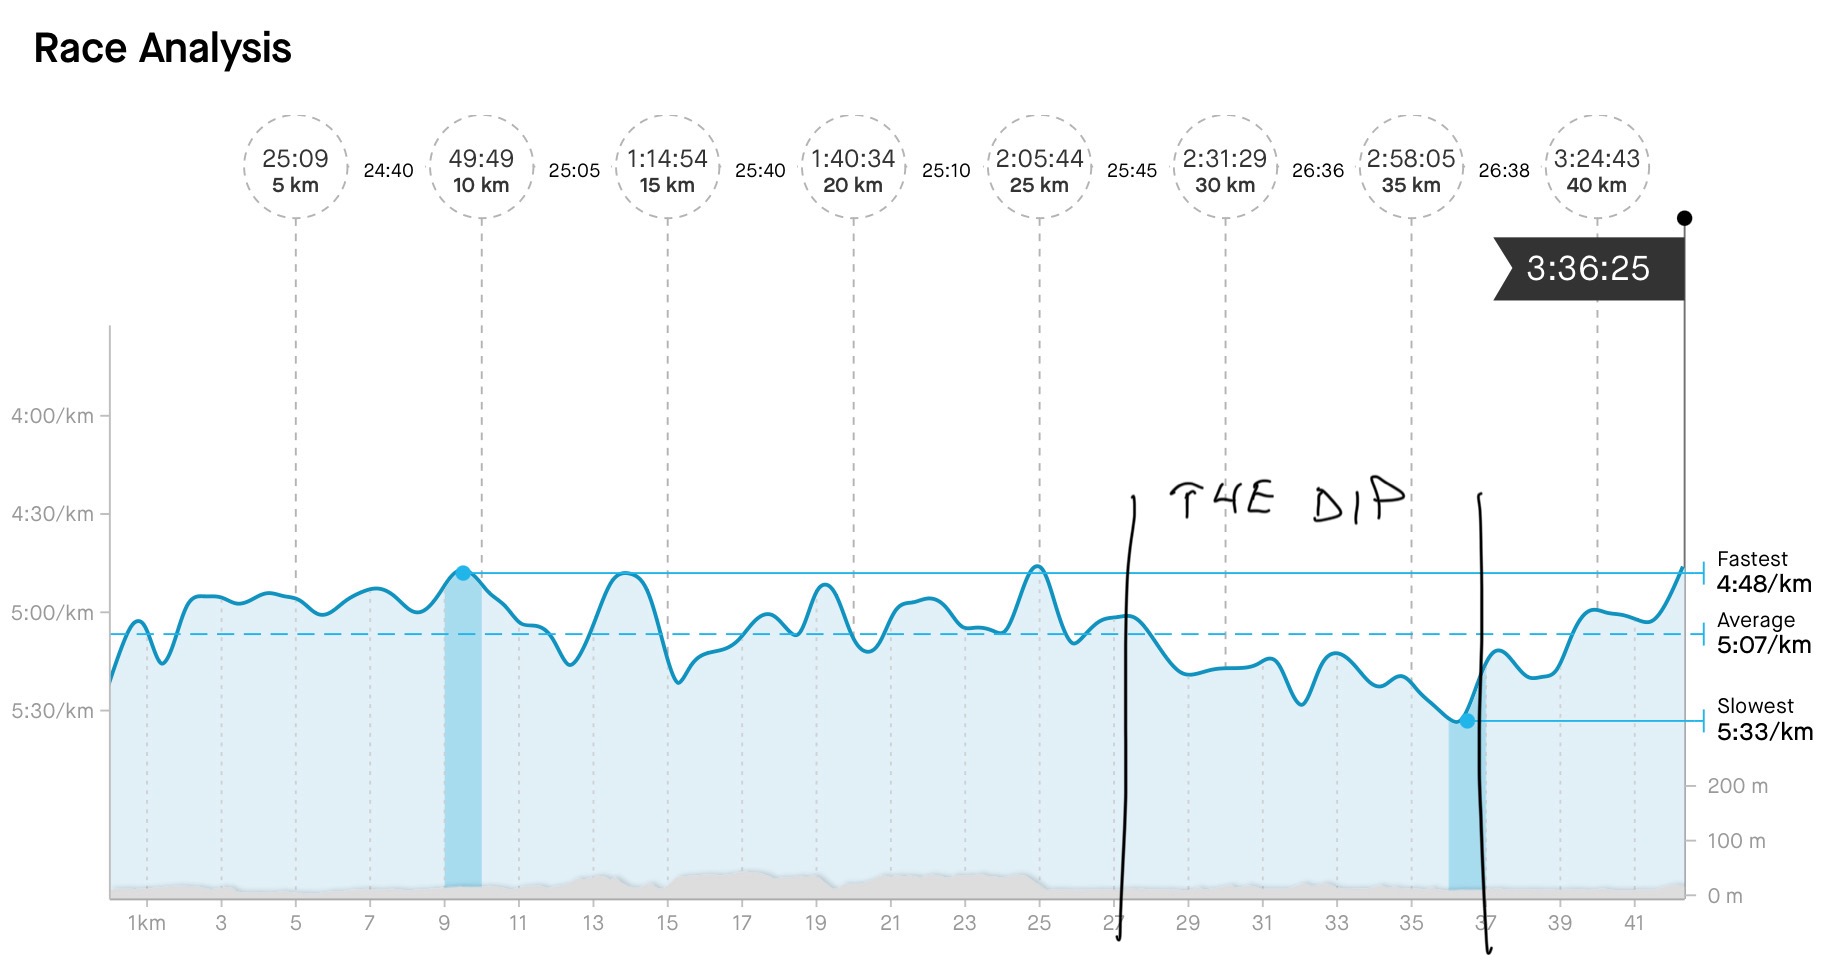 Race Analysis
25:09 24:40 49:49 25:05 1:14:54 25:40 1:40:34 25:10 2:05:44 25:45 2:31:29 26:36 2:58:05 26:38 3:24:43
5 km 10 km 15 km 20 km 25 km 30 km 35 km 40 km
3:36:25
4:00/km
4:30/km
THE DIP
Fastest
4:48/km
5:00/km
Average
5:07/km
5:30/km
Slowest
5:33/km
200 m
100 m
0 m
1km 3 5 7 9 11 13 15 17 19 21 23 25 27 29 31 33 35 37 39 41